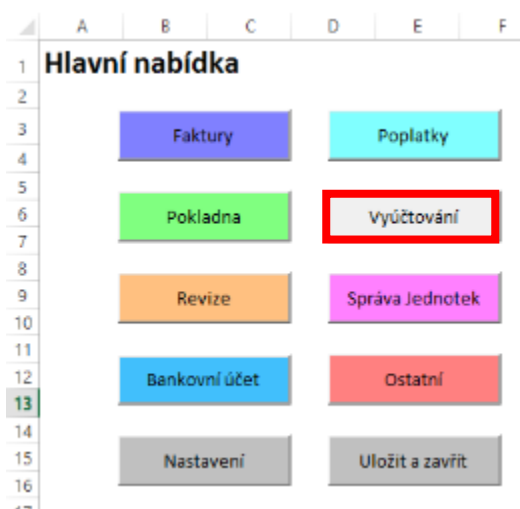 A B C D E F
1 Hlavní nabídka
2
3 Faktury Poplatky
4
5
6 Pokladna Vyúčtování
7
8
9 Revize Správa Jednotek
10
11
12 Bankovní účet Ostatní
13
14
15 Nastavení Uložit a zavřít
16
17